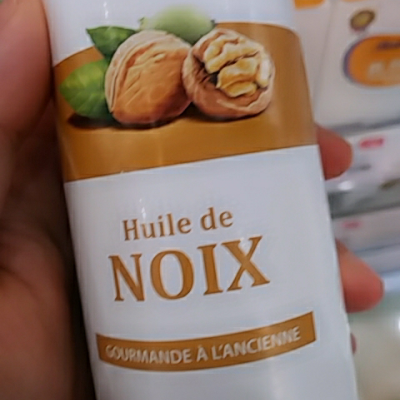 Huile de
NOIX
GOURMANDE À L'ANCIENNE